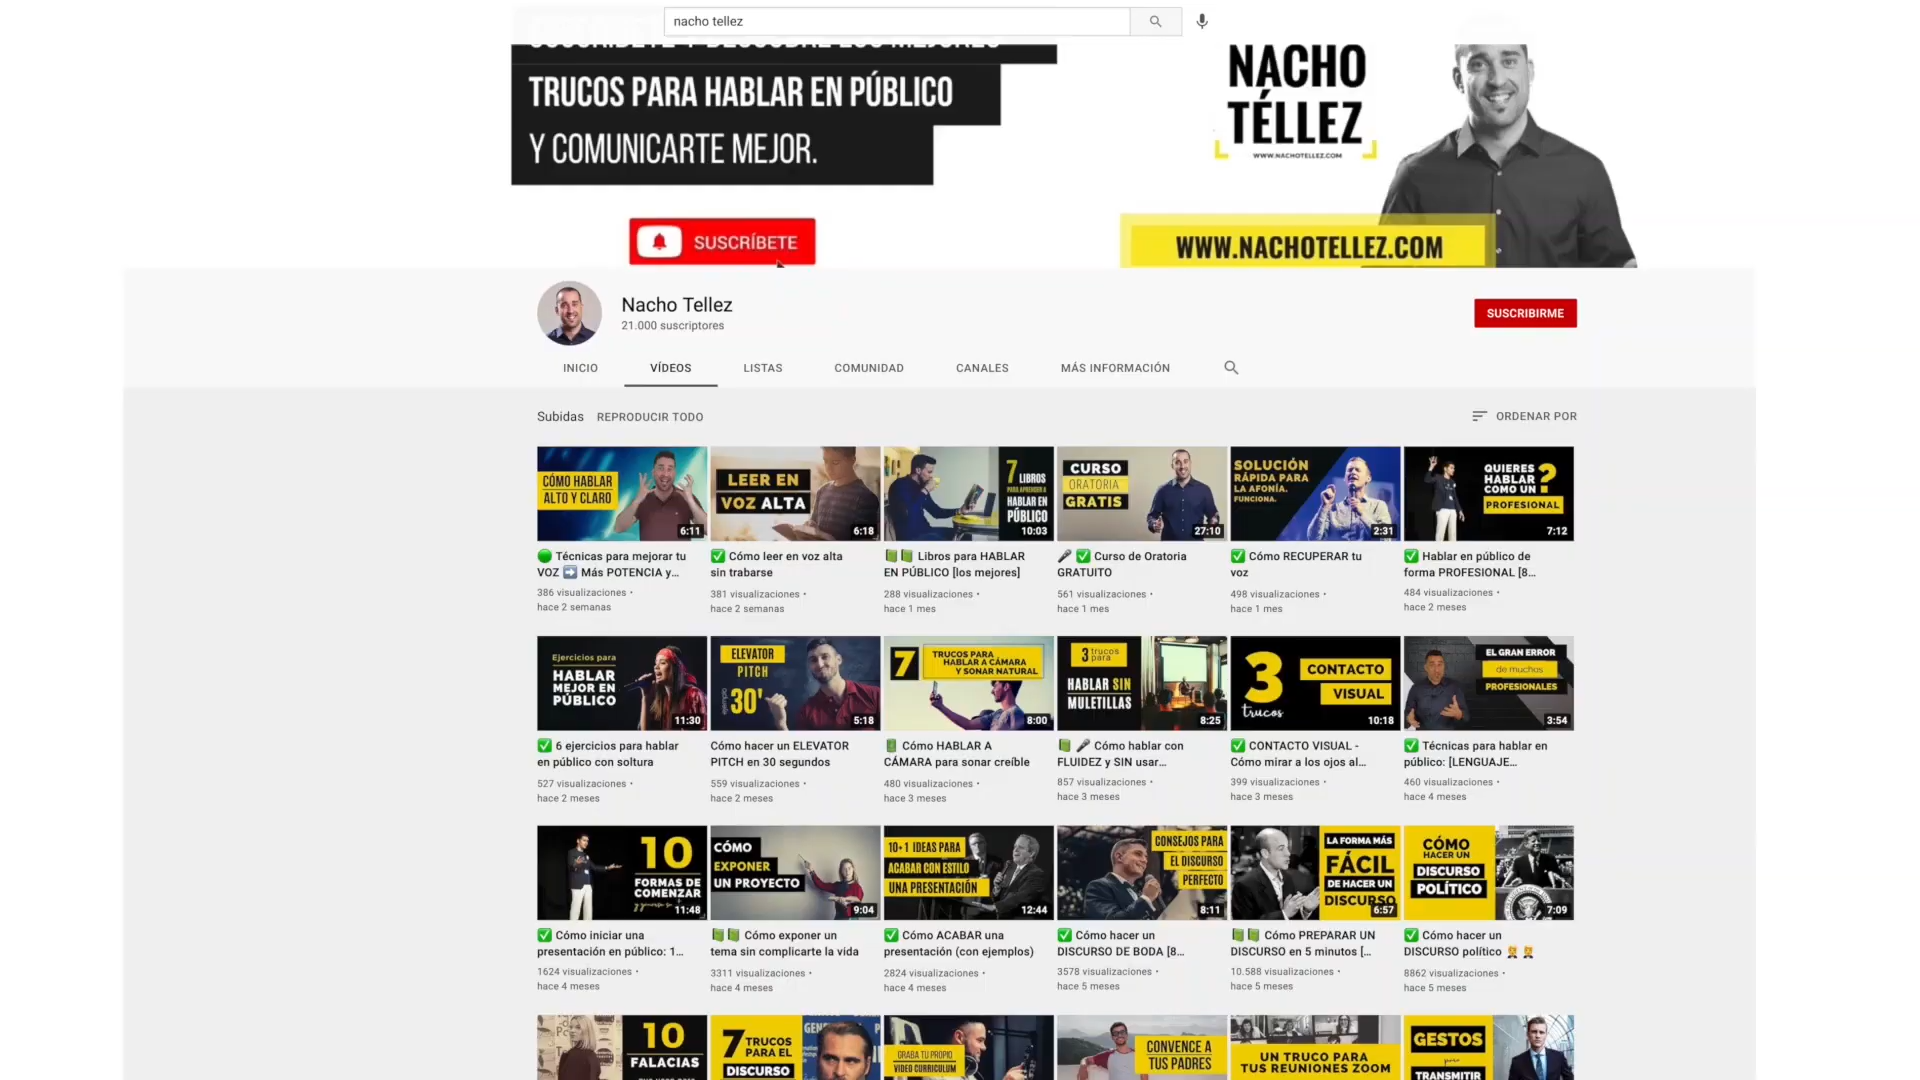 nacho tellez
SUSCRÍBETE Y DESCUBRE LOS MEJORES
TRUCOS PARA HABLAR EN PÚBLICO
Y COMUNICARTE MEJOR.
NACHO
TÉLLEZ
WWW.NACHOTELLEZ.COM
SUSCRÍBETE
WWW.NACHOTELLEZ.COM
Nacho Tellez
21.000 suscriptores
SUSCRIBIRME
INICIO VÍDEOS LISTAS COMUNIDAD CANALES MÁS INFORMACIÓN
Subidas REPRODUCIR TODO
ORDENAR POR
CÓMO HABLAR
ALTO Y CLARO
6:11
LEER EN
VOZ ALTA
6:18
7 LIBROS
PARA APRENDER A
HABLAR EN
PÚBLICO
10:03
CURSO
ORATORIA
GRATIS
27:10
SOLUCIÓN
RÁPIDA PARA
LA AFONÍA.
FUNCIONA.
2:31
QUIERES
HABLAR
COMO UN ?
PROFESIONAL
7:12
🟢 Técnicas para mejorar tu
VOZ ➡️ Más POTENCIA y...
386 visualizaciones •
hace 2 semanas
✅ Cómo leer en voz alta
sin trabarse
381 visualizaciones •
hace 2 semanas
📗📗 Libros para HABLAR
EN PÚBLICO [los mejores]
288 visualizaciones •
hace 1 mes
🎤 ✅ Curso de Oratoria
GRATUITO
561 visualizaciones •
hace 1 mes
✅ Cómo RECUPERAR tu
voz
498 visualizaciones •
hace 1 mes
✅ Hablar en público de
forma PROFESIONAL [8...
484 visualizaciones •
hace 2 meses
Ejercicios para
HABLAR
MEJOR EN
PÚBLICO
11:30
ELEVATOR
PITCH
30'
5:18
7 TRUCOS PARA
HABLAR A CÁMARA
Y SONAR NATURAL
8:00
3 trucos
para
HABLAR SIN
MULETILLAS
8:25
3
trucos
CONTACTO
VISUAL
10:18
EL GRAN ERROR
de muchos
PROFESIONALES
3:54
✅ 6 ejercicios para hablar
en público con soltura
527 visualizaciones •
hace 2 meses
Cómo hacer un ELEVATOR
PITCH en 30 segundos
559 visualizaciones •
hace 2 meses
📗 Cómo HABLAR A
CÁMARA para sonar creíble
480 visualizaciones •
hace 3 meses
📗 🎤 Cómo hablar con
FLUIDEZ y SIN usar...
857 visualizaciones •
hace 3 meses
✅ CONTACTO VISUAL -
Cómo mirar a los ojos al...
399 visualizaciones •
hace 3 meses
✅ Técnicas para hablar en
público: [LENGUAJE...
460 visualizaciones •
hace 4 meses
10
FORMAS DE
COMENZAR
11:48
CÓMO
EXPONER
UN PROYECTO
9:04
10+1 IDEAS PARA
ACABAR CON ESTILO
UNA PRESENTACIÓN
12:44
CONSEJOS PARA
EL DISCURSO
PERFECTO
8:11
LA FORMA MÁS
FÁCIL
DE HACER UN
DISCURSO
6:57
CÓMO
HACER UN
DISCURSO
POLÍTICO
7:09
✅ Cómo iniciar una
presentación en público: 1...
1624 visualizaciones •
hace 4 meses
📗📗 Cómo exponer un
tema sin complicarte la vida
3311 visualizaciones •
hace 4 meses
✅ Cómo ACABAR una
presentación (con ejemplos)
2824 visualizaciones •
hace 4 meses
✅ Cómo hacer un
DISCURSO DE BODA [8...
3578 visualizaciones •
hace 5 meses
📗📗 Cómo PREPARAR UN
DISCURSO en 5 minutos [...
10.588 visualizaciones •
hace 5 meses
✅ Cómo hacer un
DISCURSO político 🤵 🤵
8862 visualizaciones •
hace 5 meses
10
FALACIAS
7 TRUCOS
PARA EL
DISCURSO
GRABA TU PROPIO
VIDEO CURRICULUM
CONVENCE A
TUS PADRES
UN TRUCO PARA
TUS REUNIONES ZOOM
GESTOS
para
TRANSMITIR